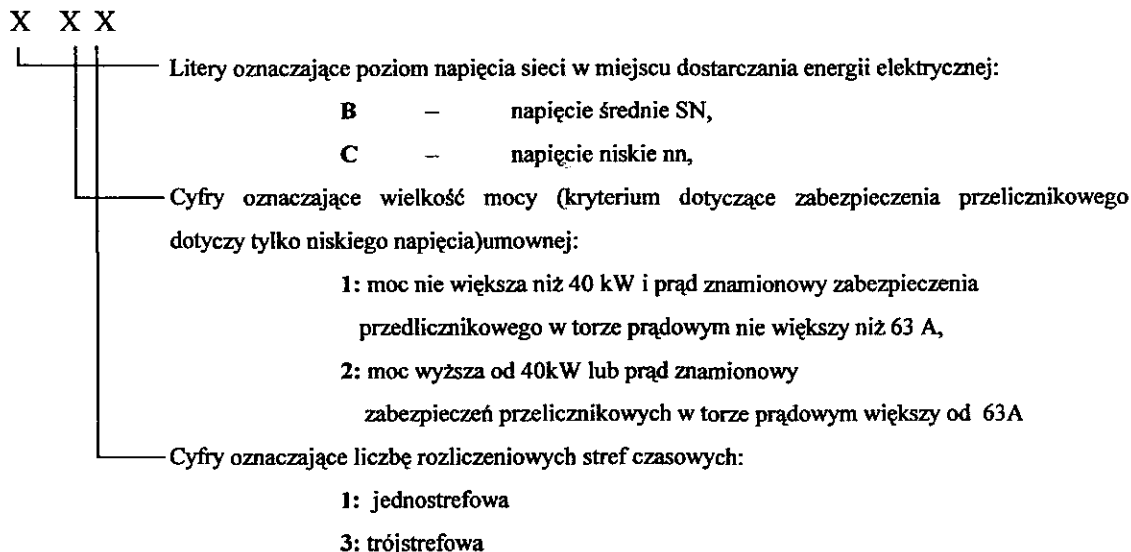 X X X
Litery oznaczające poziom napięcia sieci w miejscu dostarczania energii elektrycznej:
B – napięcie średnie SN,
C – napięcie niskie nn,
Cyfry oznaczające wielkość mocy (kryterium dotyczące zabezpieczenia przelicznikowego
dotyczy tylko niskiego napięcia)umownej:
1: moc nie większa niż 40 kW i prąd znamionowy zabezpieczenia
przedlicznikowego w torze prądowym nie większy niż 63 A,
2: moc wyższa od 40kW lub prąd znamionowy
zabezpieczeń przelicznikowych w torze prądowym większy od 63A
Cyfry oznaczające liczbę rozliczeniowych stref czasowych:
1: jednostrefowa
3: trójstrefowa